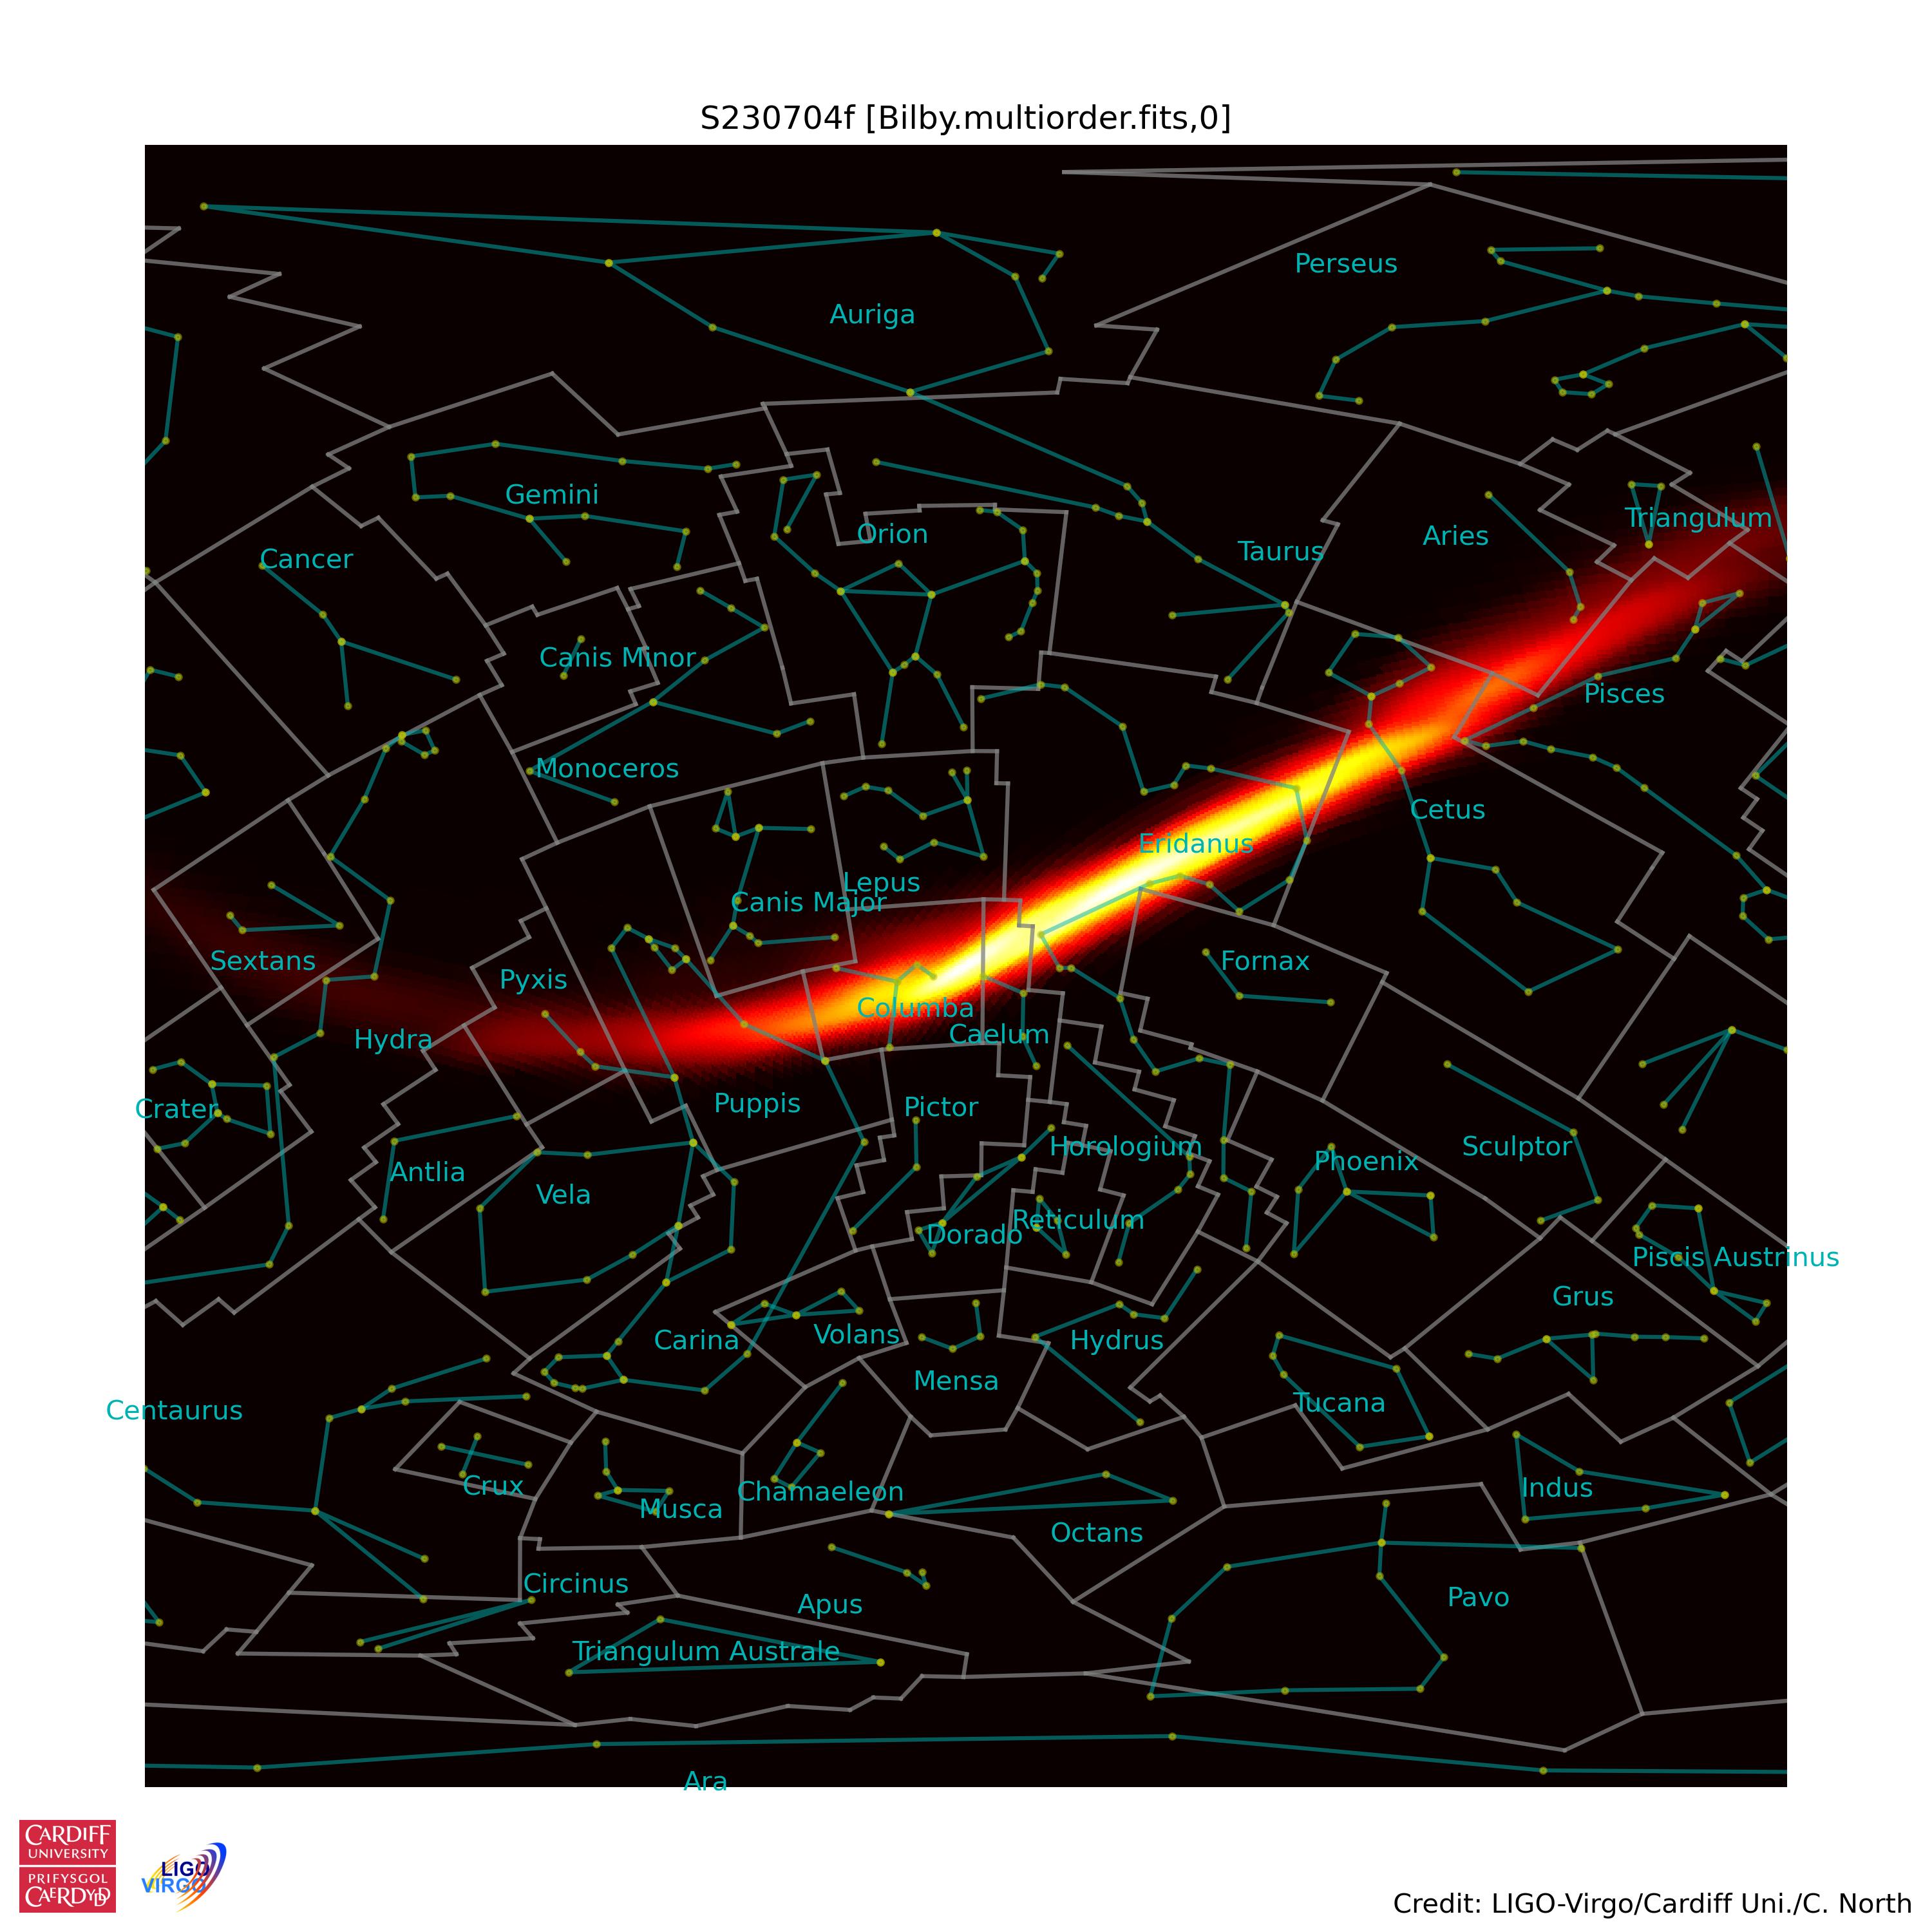 S230704f [Bilby.multiorder.fits,0]
Perseus
Auriga
Gemini
Triangulum
Orion
Aries
Taurus
Cancer
Canis Minor
Pisces
Monoceros
Cetus
Eridanus
Lepus
Canis Major
Sextans
Fornax
Pyxis
Columba
Caelum
Hydra
Puppis
Pictor
Crater
Horologium
Sculptor
Phoenix
Antlia
Vela
Reticulum
Dorado
Piscis Austrinus
Grus
Volans
Carina
Hydrus
Mensa
Tucana
Centaurus
Crux
Indus
Chamaeleon
Musca
Octans
Circinus
Pavo
Apus
Triangulum Australe
Ara
CARDIFF
UNIVERSITY
PRIFYSGOL
CAERDYDD
LIGO
VIRGO
Credit: LIGO-Virgo/Cardiff Uni./C. North